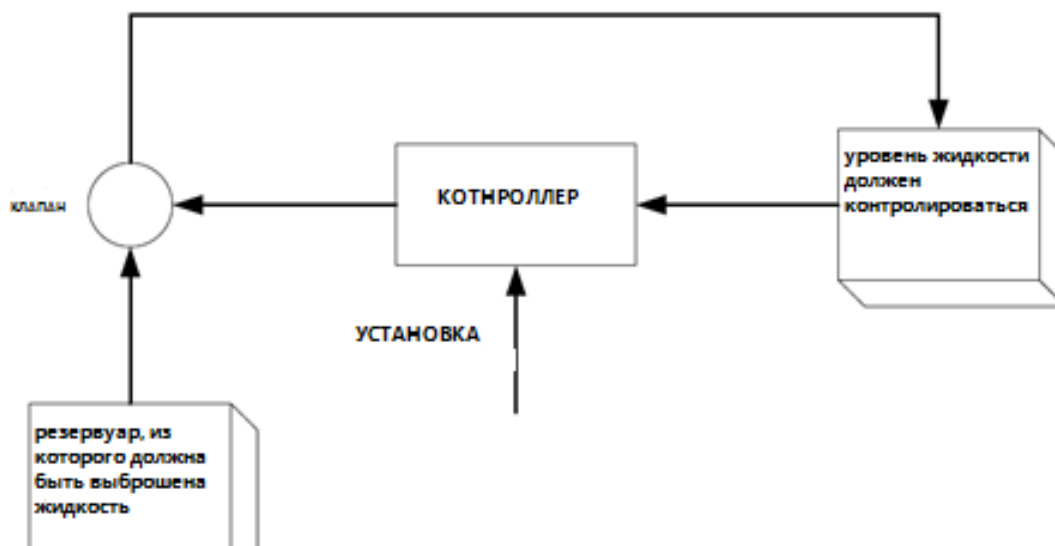 уровень жидкости
должен
контролироваться
КОТНРОЛЛЕР
КЛАПАН
УСТАНОВКА
резервуар, из
которого должна
быть выброшена
жидкость